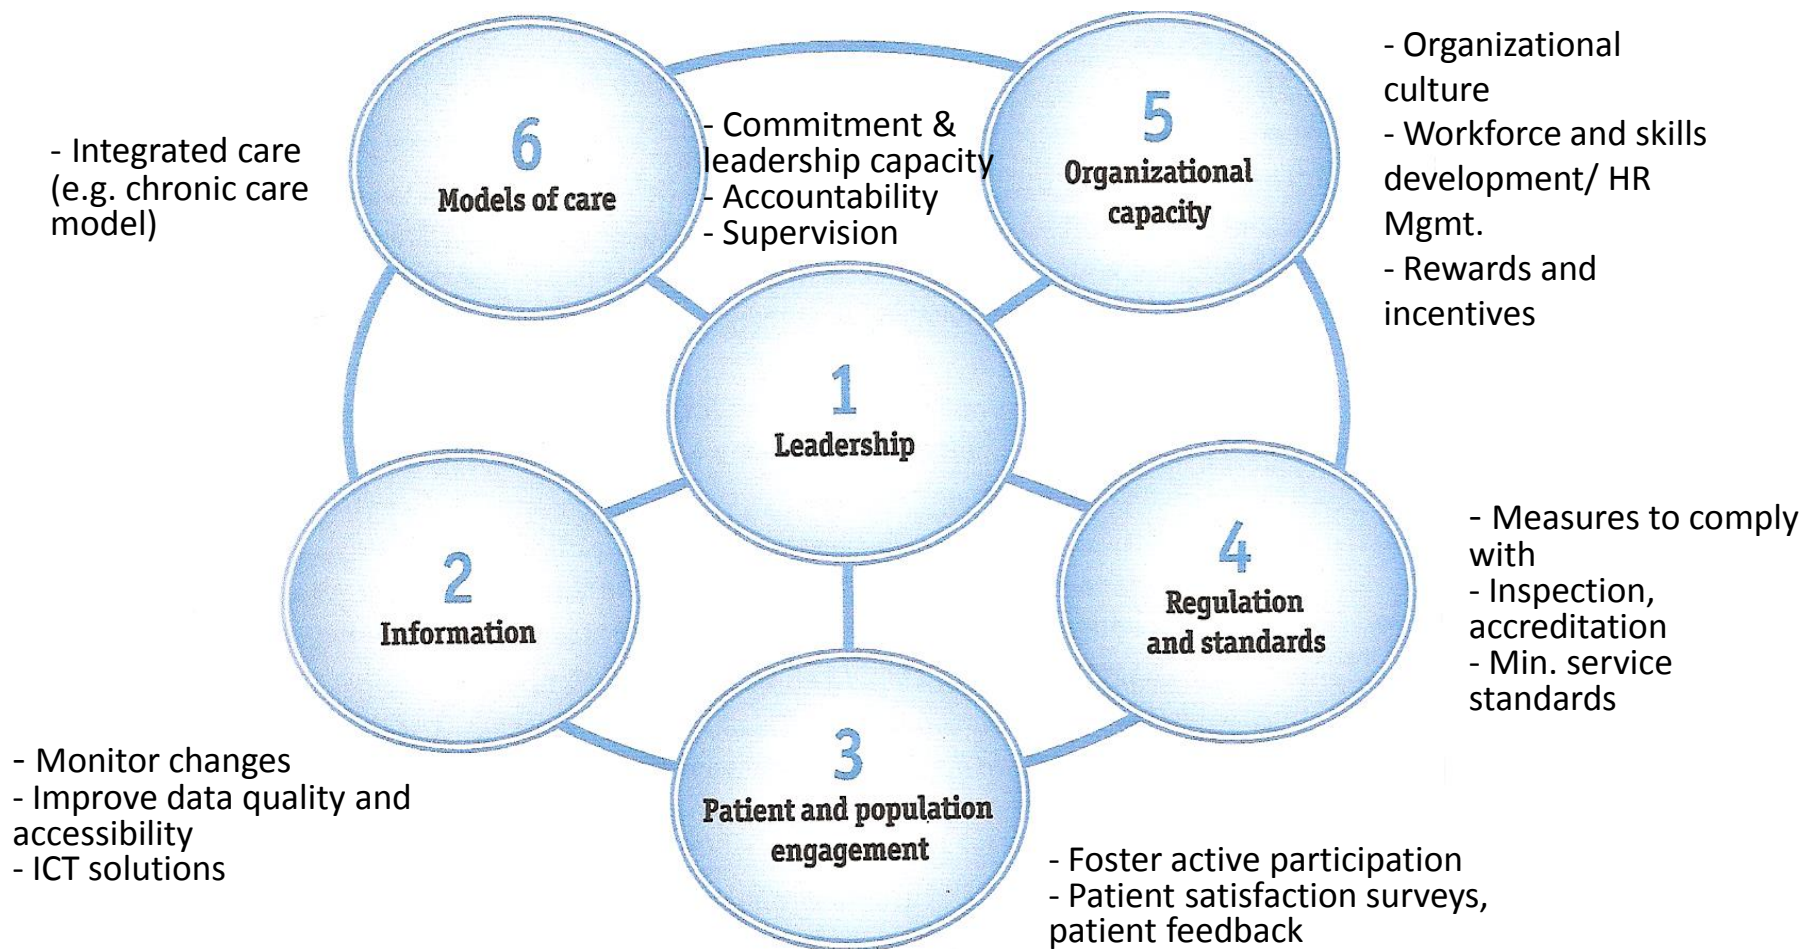 6
Models of care
- Integrated care
(e.g. chronic care
model)
- Commitment &
leadership capacity
- Accountability
- Supervision
5
Organizational
capacity
- Organizational
culture
- Workforce and skills
development/ HR
Mgmt.
- Rewards and
incentives
1
Leadership
2
Information
- Monitor changes
- Improve data quality and
accessibility
- ICT solutions
4
Regulation
and standards
- Measures to comply
with
- Inspection,
accreditation
- Min. service
standards
3
Patient and population
engagement
- Foster active participation
- Patient satisfaction surveys,
patient feedback